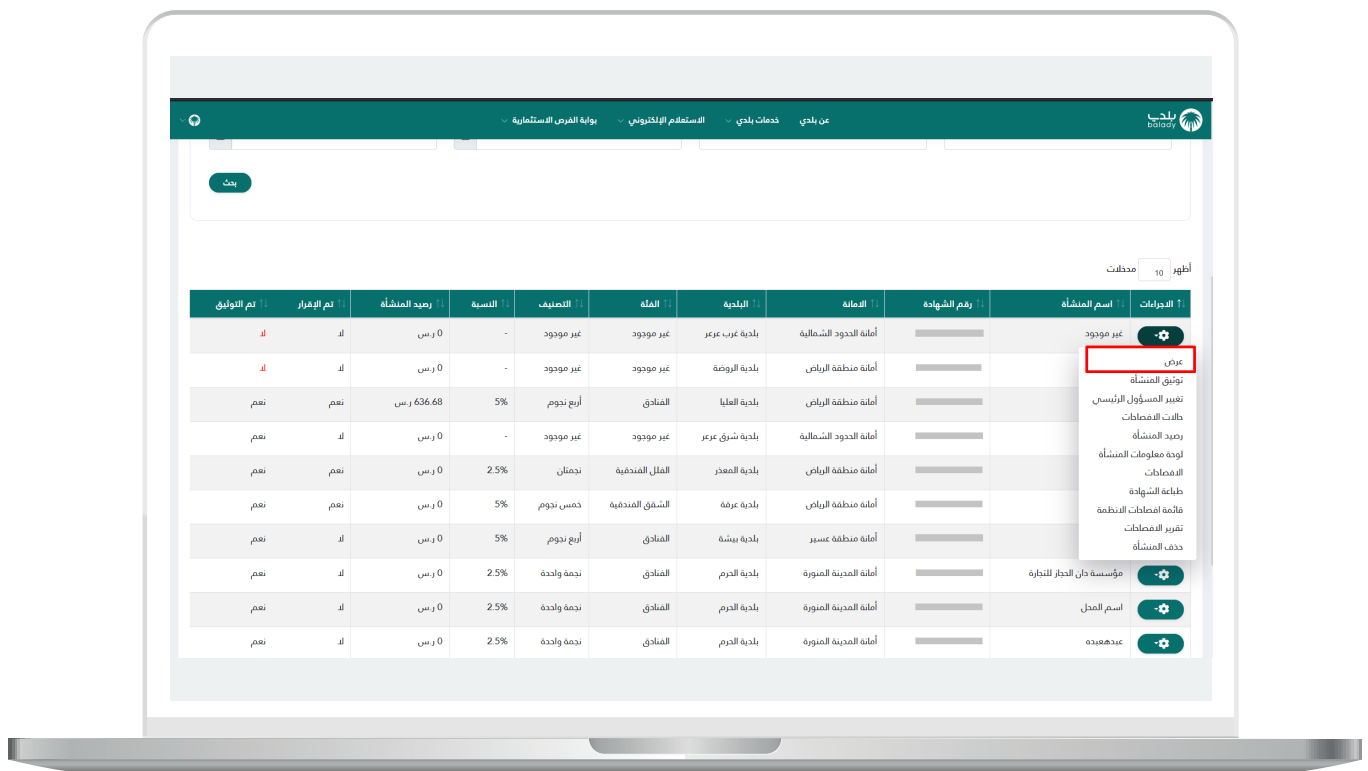 بلدي
balady
عن بلدي خدمات بلدي الاستعلام الإلكتروني بوابة الفرص الاستثمارية
بحث
أظهر 10 مدخلات
الاجراءات اسم المنشأة رقم الشهادة الامانة البلدية الفئة التصنيف النسبة رصيد المنشأة تم الإقرار تم التوثيق
غير موجود أمانة الحدود الشمالية بلدية غرب عرعر غير موجود غير موجود - 0 ر.س لا لا
أمانة منطقة الرياض بلدية الروضة غير موجود غير موجود - 0 ر.س لا لا
أمانة منطقة الرياض بلدية العليا الفنادق أربع نجوم 5% 636.68 ر.س نعم نعم
أمانة الحدود الشمالية بلدية شرق عرعر غير موجود غير موجود - 0 ر.س لا نعم
أمانة منطقة الرياض بلدية المعذر الفلل الفندقية نجمتان 2.5% 0 ر.س نعم نعم
أمانة منطقة الرياض بلدية عرقة الشقق الفندقية خمس نجوم 5% 0 ر.س نعم نعم
أمانة منطقة عسير بلدية بيشة الفنادق أربع نجوم 5% 0 ر.س لا نعم
مؤسسة دان الحجاز للتجارة أمانة المدينة المنورة بلدية الحرم الفنادق نجمة واحدة 2.5% 0 ر.س لا نعم
اسم المحل أمانة المدينة المنورة بلدية الحرم الفنادق نجمة واحدة 2.5% 0 ر.س لا نعم
عبدهعبده أمانة المدينة المنورة بلدية الحرم الفنادق نجمة واحدة 2.5% 0 ر.س لا نعم
عرض
توثيق المنشأة
تغيير المسؤول الرئيسي
حالات الافصاحات
رصيد المنشأة
لوحة معلومات المنشأة
الافصاحات
طباعة الشهادة
قائمة افصاحات الانظمة
تقرير الافصاحات
حذف المنشأة